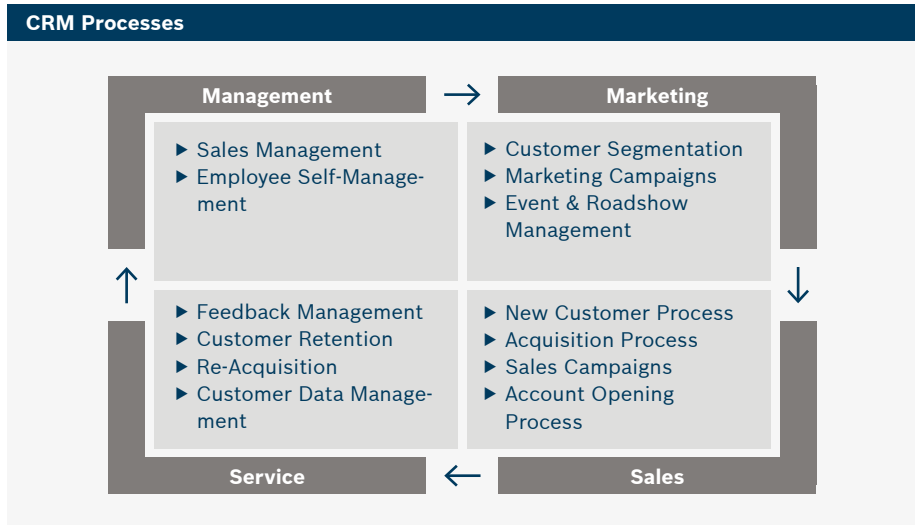 CRM Processes
Management
Marketing
Sales Management
Employee Self-Manage-
ment
Customer Segmentation
Marketing Campaigns
Event & Roadshow
Management
Feedback Management
Customer Retention
Re-Acquisition
Customer Data Manage-
ment
New Customer Process
Acquisition Process
Sales Campaigns
Account Opening
Process
Service
Sales